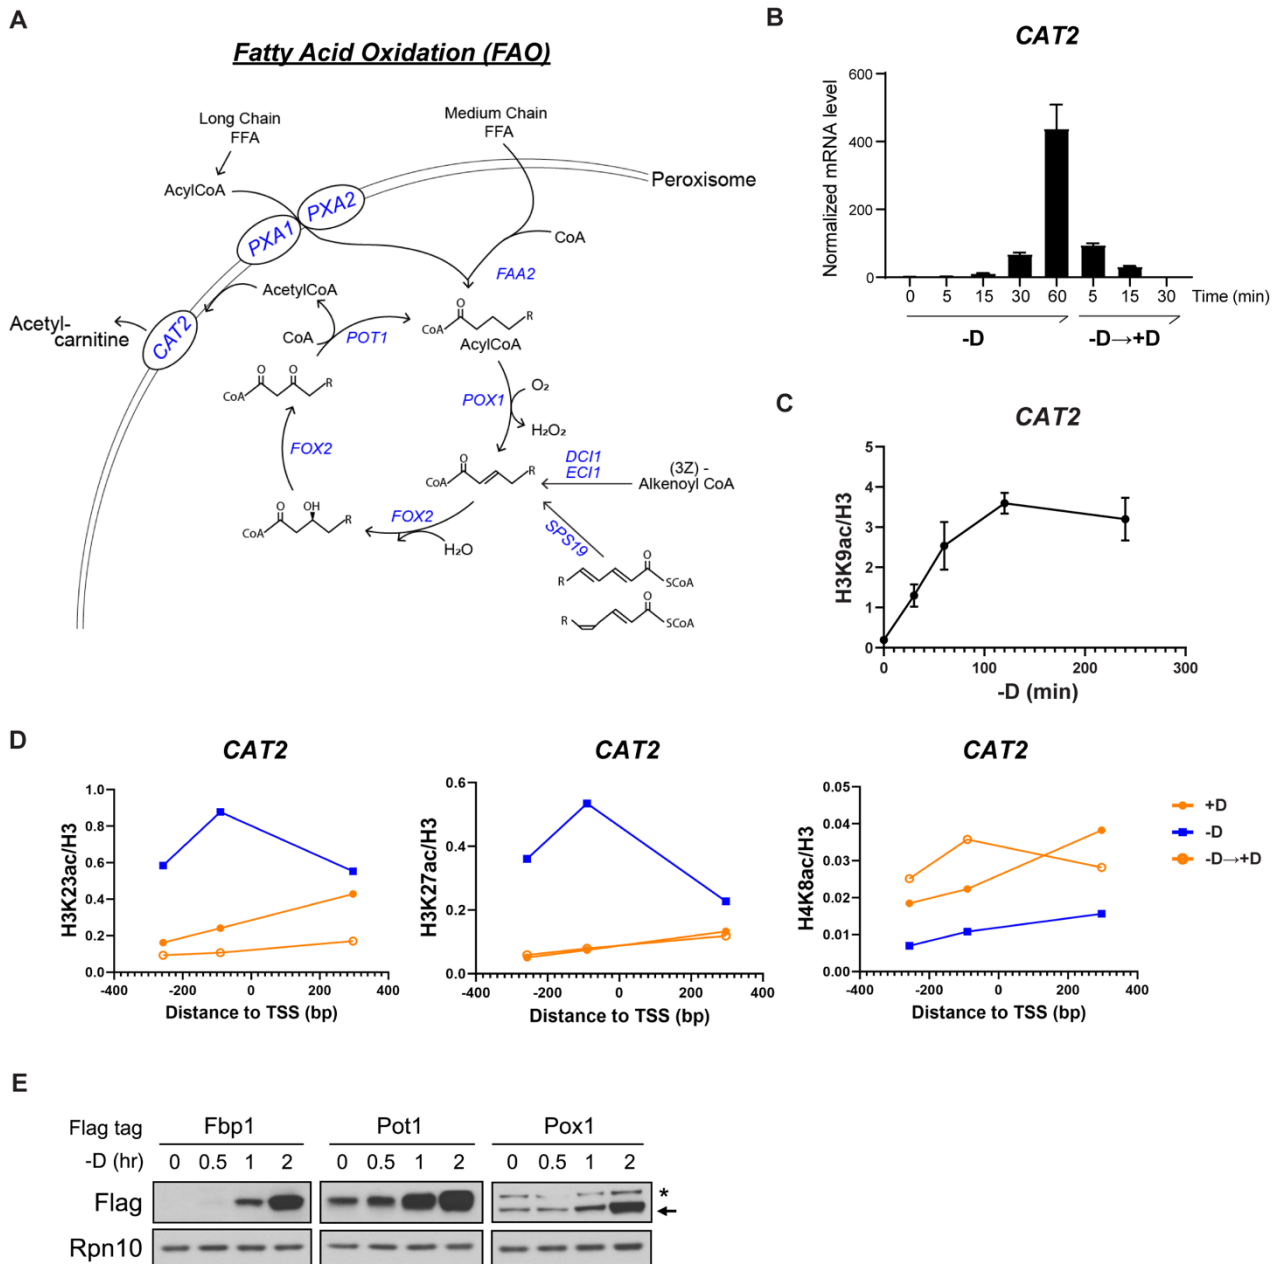 A
Fatty Acid Oxidation (FAO)
Long Chain
FFA
Medium Chain
FFA
AcylCoA
PXA1
PXA2
Peroxisome
CoA
FAA2
AcetylCoA
Acetyl-
carnitine
CAT2
CoA
POT1
O
CoA
R
AcylCoA
O
O
CoA
R
POX1
O₂
H₂O₂
FOX2
O
CoA
R
DCI1
ECI1
(3Z) -
Alkenoyl CoA
O
OH
CoA
R
FOX2
H₂O
SPS19
O
R
SCoA
O
R
SCoA
B
CAT2
Normalized mRNA level
600
400
200
0
0 5 15 30 60 5 15 30 Time (min)
-D
-D→+D
C
CAT2
H3K9ac/H3
5
4
3
2
1
0
0 100 200 300
-D (min)
D
CAT2
H3K23ac/H3
1.0
0.8
0.6
0.4
0.2
0.0
-400 -200 0 200 400
Distance to TSS (bp)
CAT2
H3K27ac/H3
0.6
0.4
0.2
0.0
-400 -200 0 200 400
Distance to TSS (bp)
CAT2
H4K8ac/H3
0.05
0.04
0.03
0.02
0.01
0.00
-400 -200 0 200 400
Distance to TSS (bp)
+D
-D
-D→+D
E
Flag tag Fbp1 Pot1 Pox1
-D (hr) 0 0.5 1 2 0 0.5 1 2 0 0.5 1 2
Flag *
Rpn10